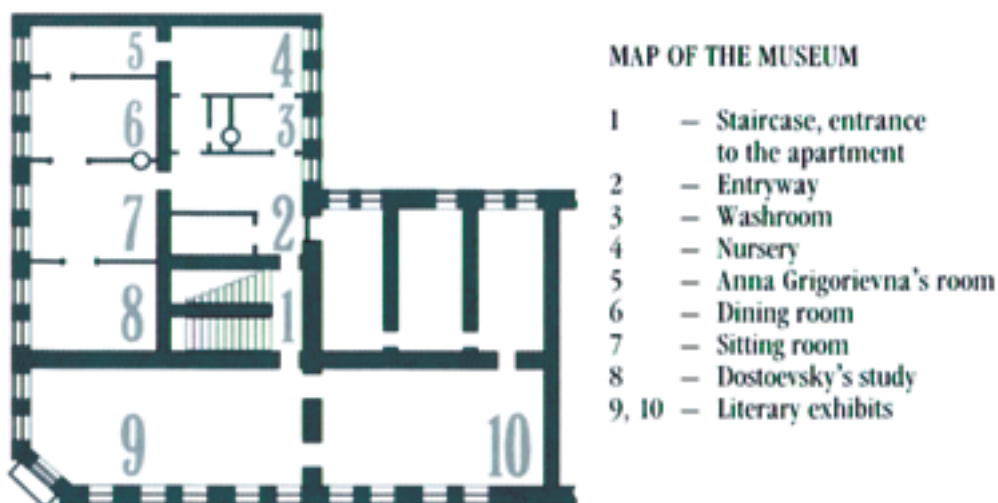 5
4
6
3
7
2
8
1
9
10
MAP OF THE MUSEUM
1 – Staircase, entrance
to the apartment
2 – Entryway
3 – Washroom
4 – Nursery
5 – Anna Grigorievna's room
6 – Dining room
7 – Sitting room
8 – Dostoevsky's study
9, 10 – Literary exhibits